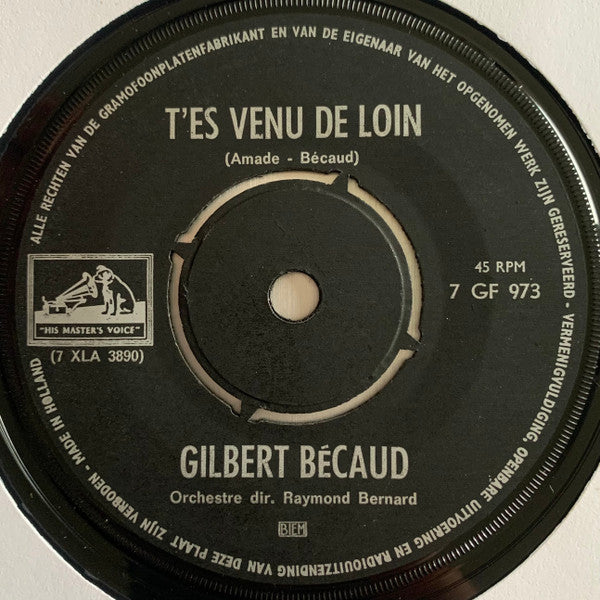 ALLE RECHTEN VAN DE GRAMOFOONPLATENFABRIKANT EN VAN DE EIGENAAR VAN HET OPGENOMEN WERK ZIJN GERESERVEERD- VERMENIGVULDIGING, OPENBARE UITVOERING EN RADIOUITZENDING VAN DEZE PLAAT ZIJN VERBODEN - MADE IN HOLLAND
T'ES VENU DE LOIN
(Amade - Bécaud)
45 RPM
7 GF 973
"HIS MASTER'S VOICE"
(7 XLA 3890)
GILBERT BÉCAUD
Orchestre dir. Raymond Bernard
BIEM